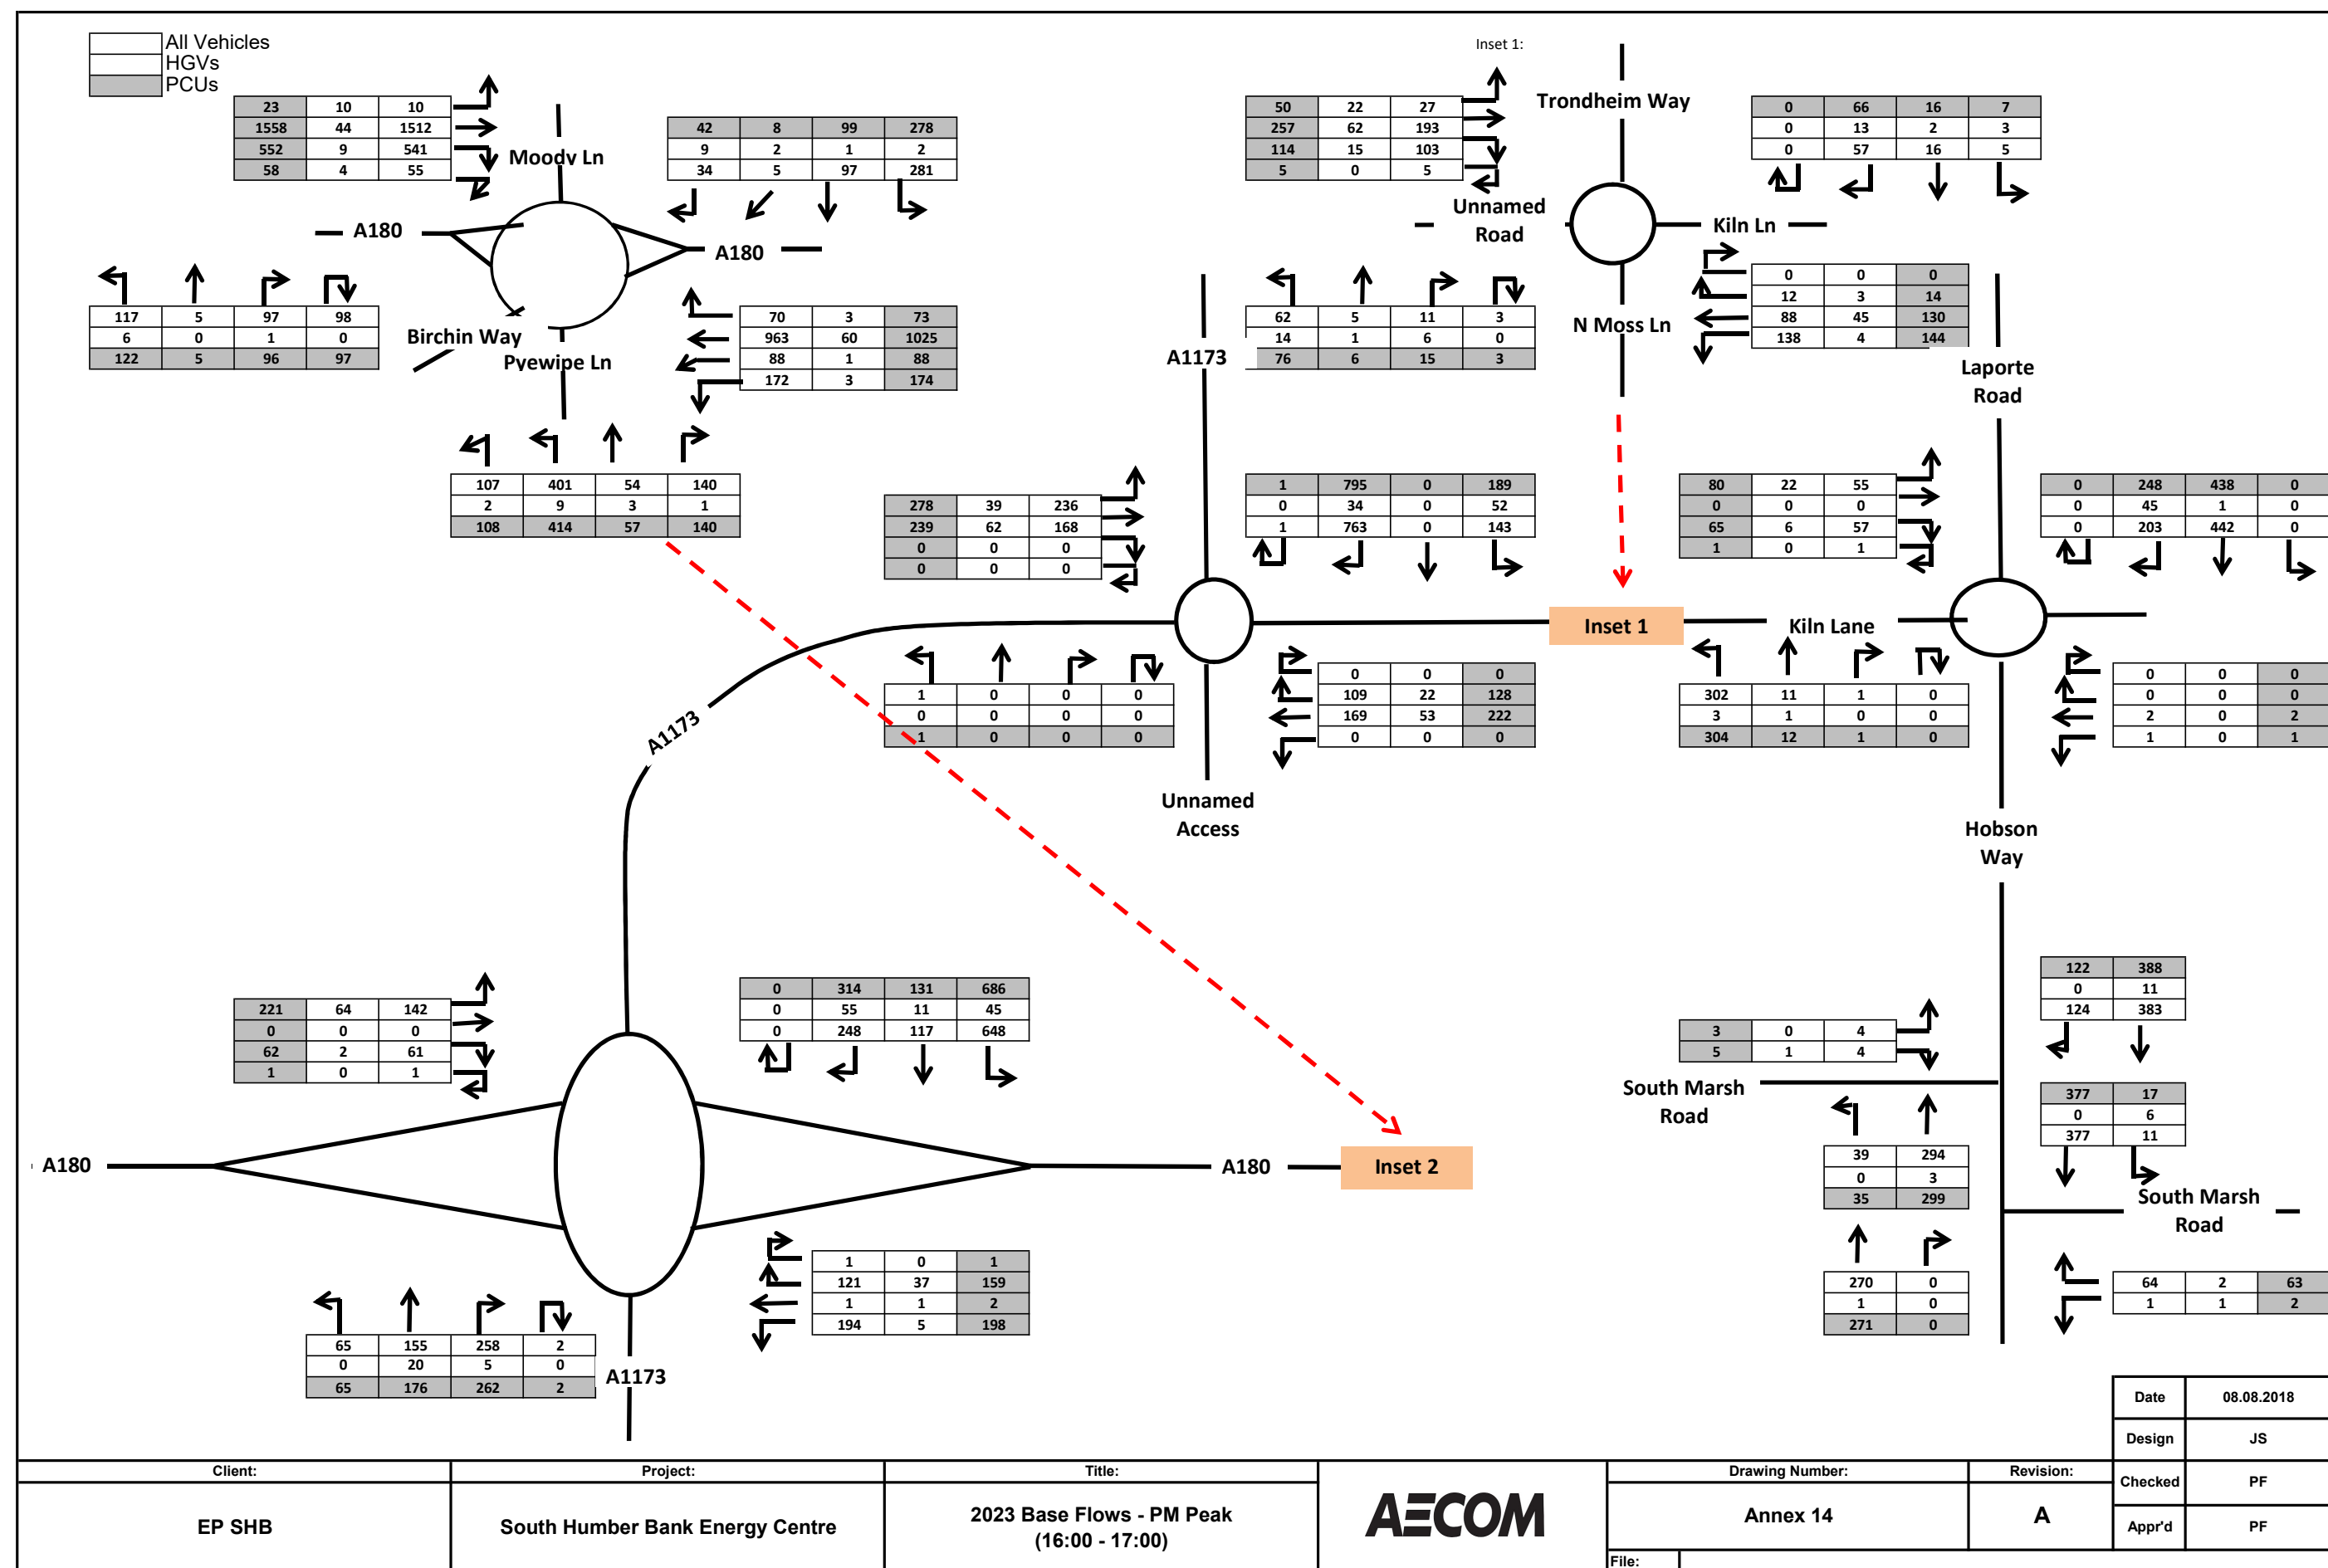 All Vehicles
HGVs
PCUs
Inset 1:
23 10 10
1558 44 1512
552 9 541
58 4 55
Moody Ln
42 8 99 278
9 2 1 2
34 5 97 281
A180
A180
117 5 97 98
6 0 1 0
122 5 96 97
Birchin Way
Pyewipe Ln
70 3 73
963 60 1025
88 1 88
172 3 174
107 401 54 140
2 9 3 1
108 414 57 140
50 22 27
257 62 193
114 15 103
5 0 5
Trondheim Way
0 66 16 7
0 13 2 3
0 57 16 5
Unnamed
Road
Kiln Ln
62 5 11 3
14 1 6 0
76 6 15 3
N Moss Ln
0 0 0
12 3 14
88 45 130
138 4 144
A1173
Laporte
Road
278 39 236
239 62 168
0 0 0
0 0 0
1 795 0 189
0 34 0 52
1 763 0 143
80 22 55
0 0 0
65 6 57
1 0 1
0 248 438 0
0 45 1 0
0 203 442 0
Inset 1
Kiln Lane
1 0 0 0
0 0 0 0
1 0 0 0
0 0 0
109 22 128
169 53 222
0 0 0
302 11 1 0
3 1 0 0
304 12 1 0
0 0 0
0 0 0
2 0 2
1 0 1
A1173
Unnamed
Access
Hobson
Way
221 64 142
0 0 0
62 2 61
1 0 1
0 314 131 686
0 55 11 45
0 248 117 648
122 388
0 11
124 383
3 0 4
5 1 4
South Marsh
Road
377 17
0 6
377 11
A180
A180
Inset 2
39 294
0 3
35 299
South Marsh
Road
1 0 1
121 37 159
1 1 2
194 5 198
270 0
1 0
271 0
64 2 63
1 1 2
65 155 258 2
0 20 5 0
65 176 262 2
A1173
Date 08.08.2018
Design JS
Checked PF
Appr'd PF
Client:
EP SHB
Project:
South Humber Bank Energy Centre
Title:
2023 Base Flows - PM Peak
(16:00 - 17:00)
AECOM
Drawing Number:
Annex 14
Revision:
A
File: